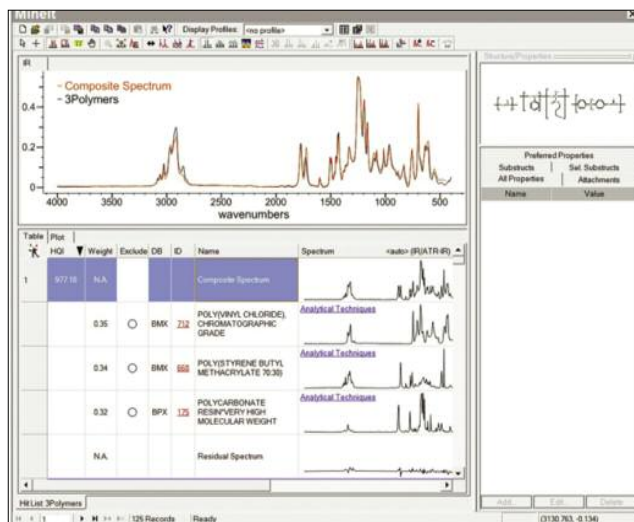 MineIt
Display Profiles: <no profile>
IR
Composite Spectrum
3Polymers
0.4
0.2
0
4000 3500 3000 2500 2000 1500 1000 500
wavenumbers
Structure/Properties
Preferred Properties
Substructs Sel. Substructs
All Properties Attachments
Name Value
Table Plot
HQI Weight Exclude DB ID Name Spectrum <auto> (IR/ATR-IR)
1 977.18 N.A. Composite Spectrum
0.35 BMX 712 POLY(VINYL CHLORIDE), CHROMATOGRAPHIC GRADE Analytical Techniques
0.34 BMX 668 POLY(STYRENE BUTYL METHACRYLATE 70:30) Analytical Techniques
0.32 BPX 175 POLYCARBONATE RESIN*VERY HIGH MOLECULAR WEIGHT Analytical Techniques
N.A. Residual Spectrum
Hit List 3Polymers
Add... Edit... Delete
1 125 Records Ready (3130.763, -0.134)